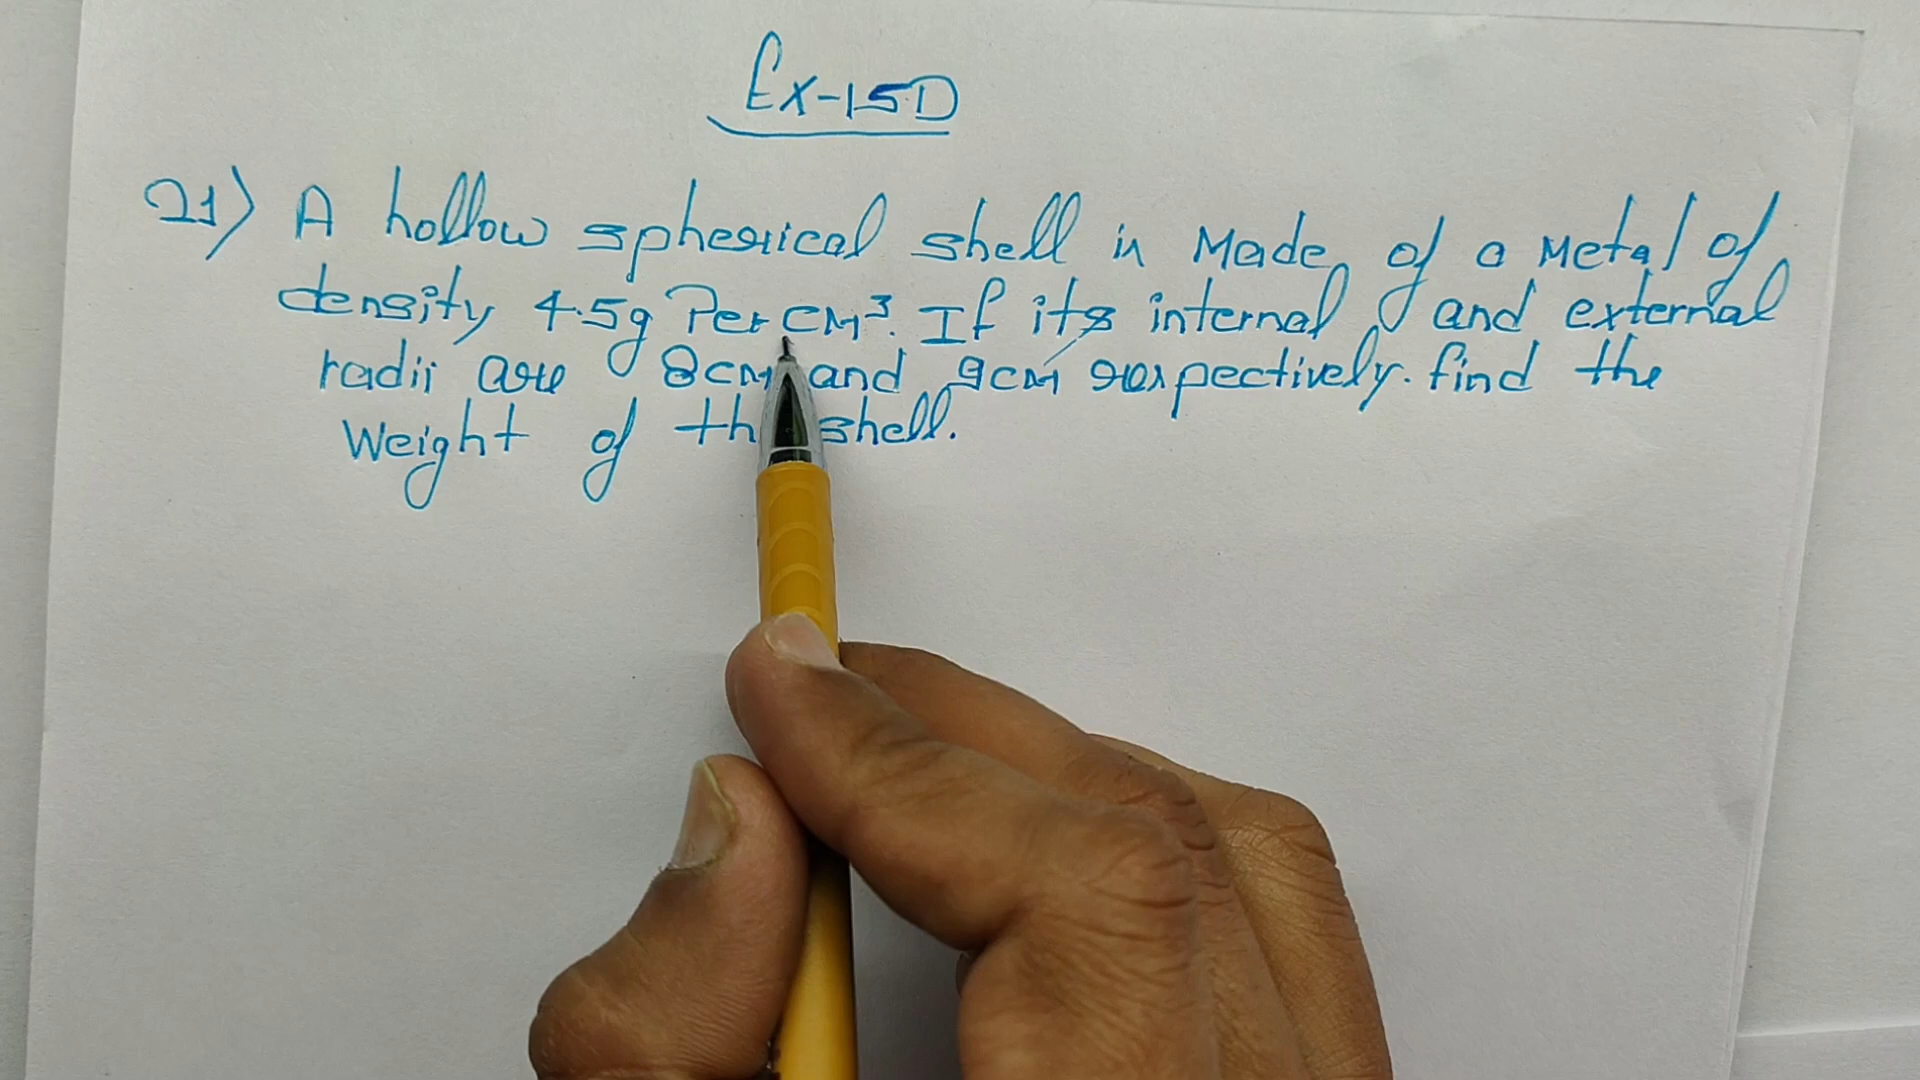 Ex-15D
21) A hollow spherical shell is Made of a Metal of
density 4.5g Per CM³. If its internal and external
radii are 8cm and 9cm respectively. find the
Weight of th shell.